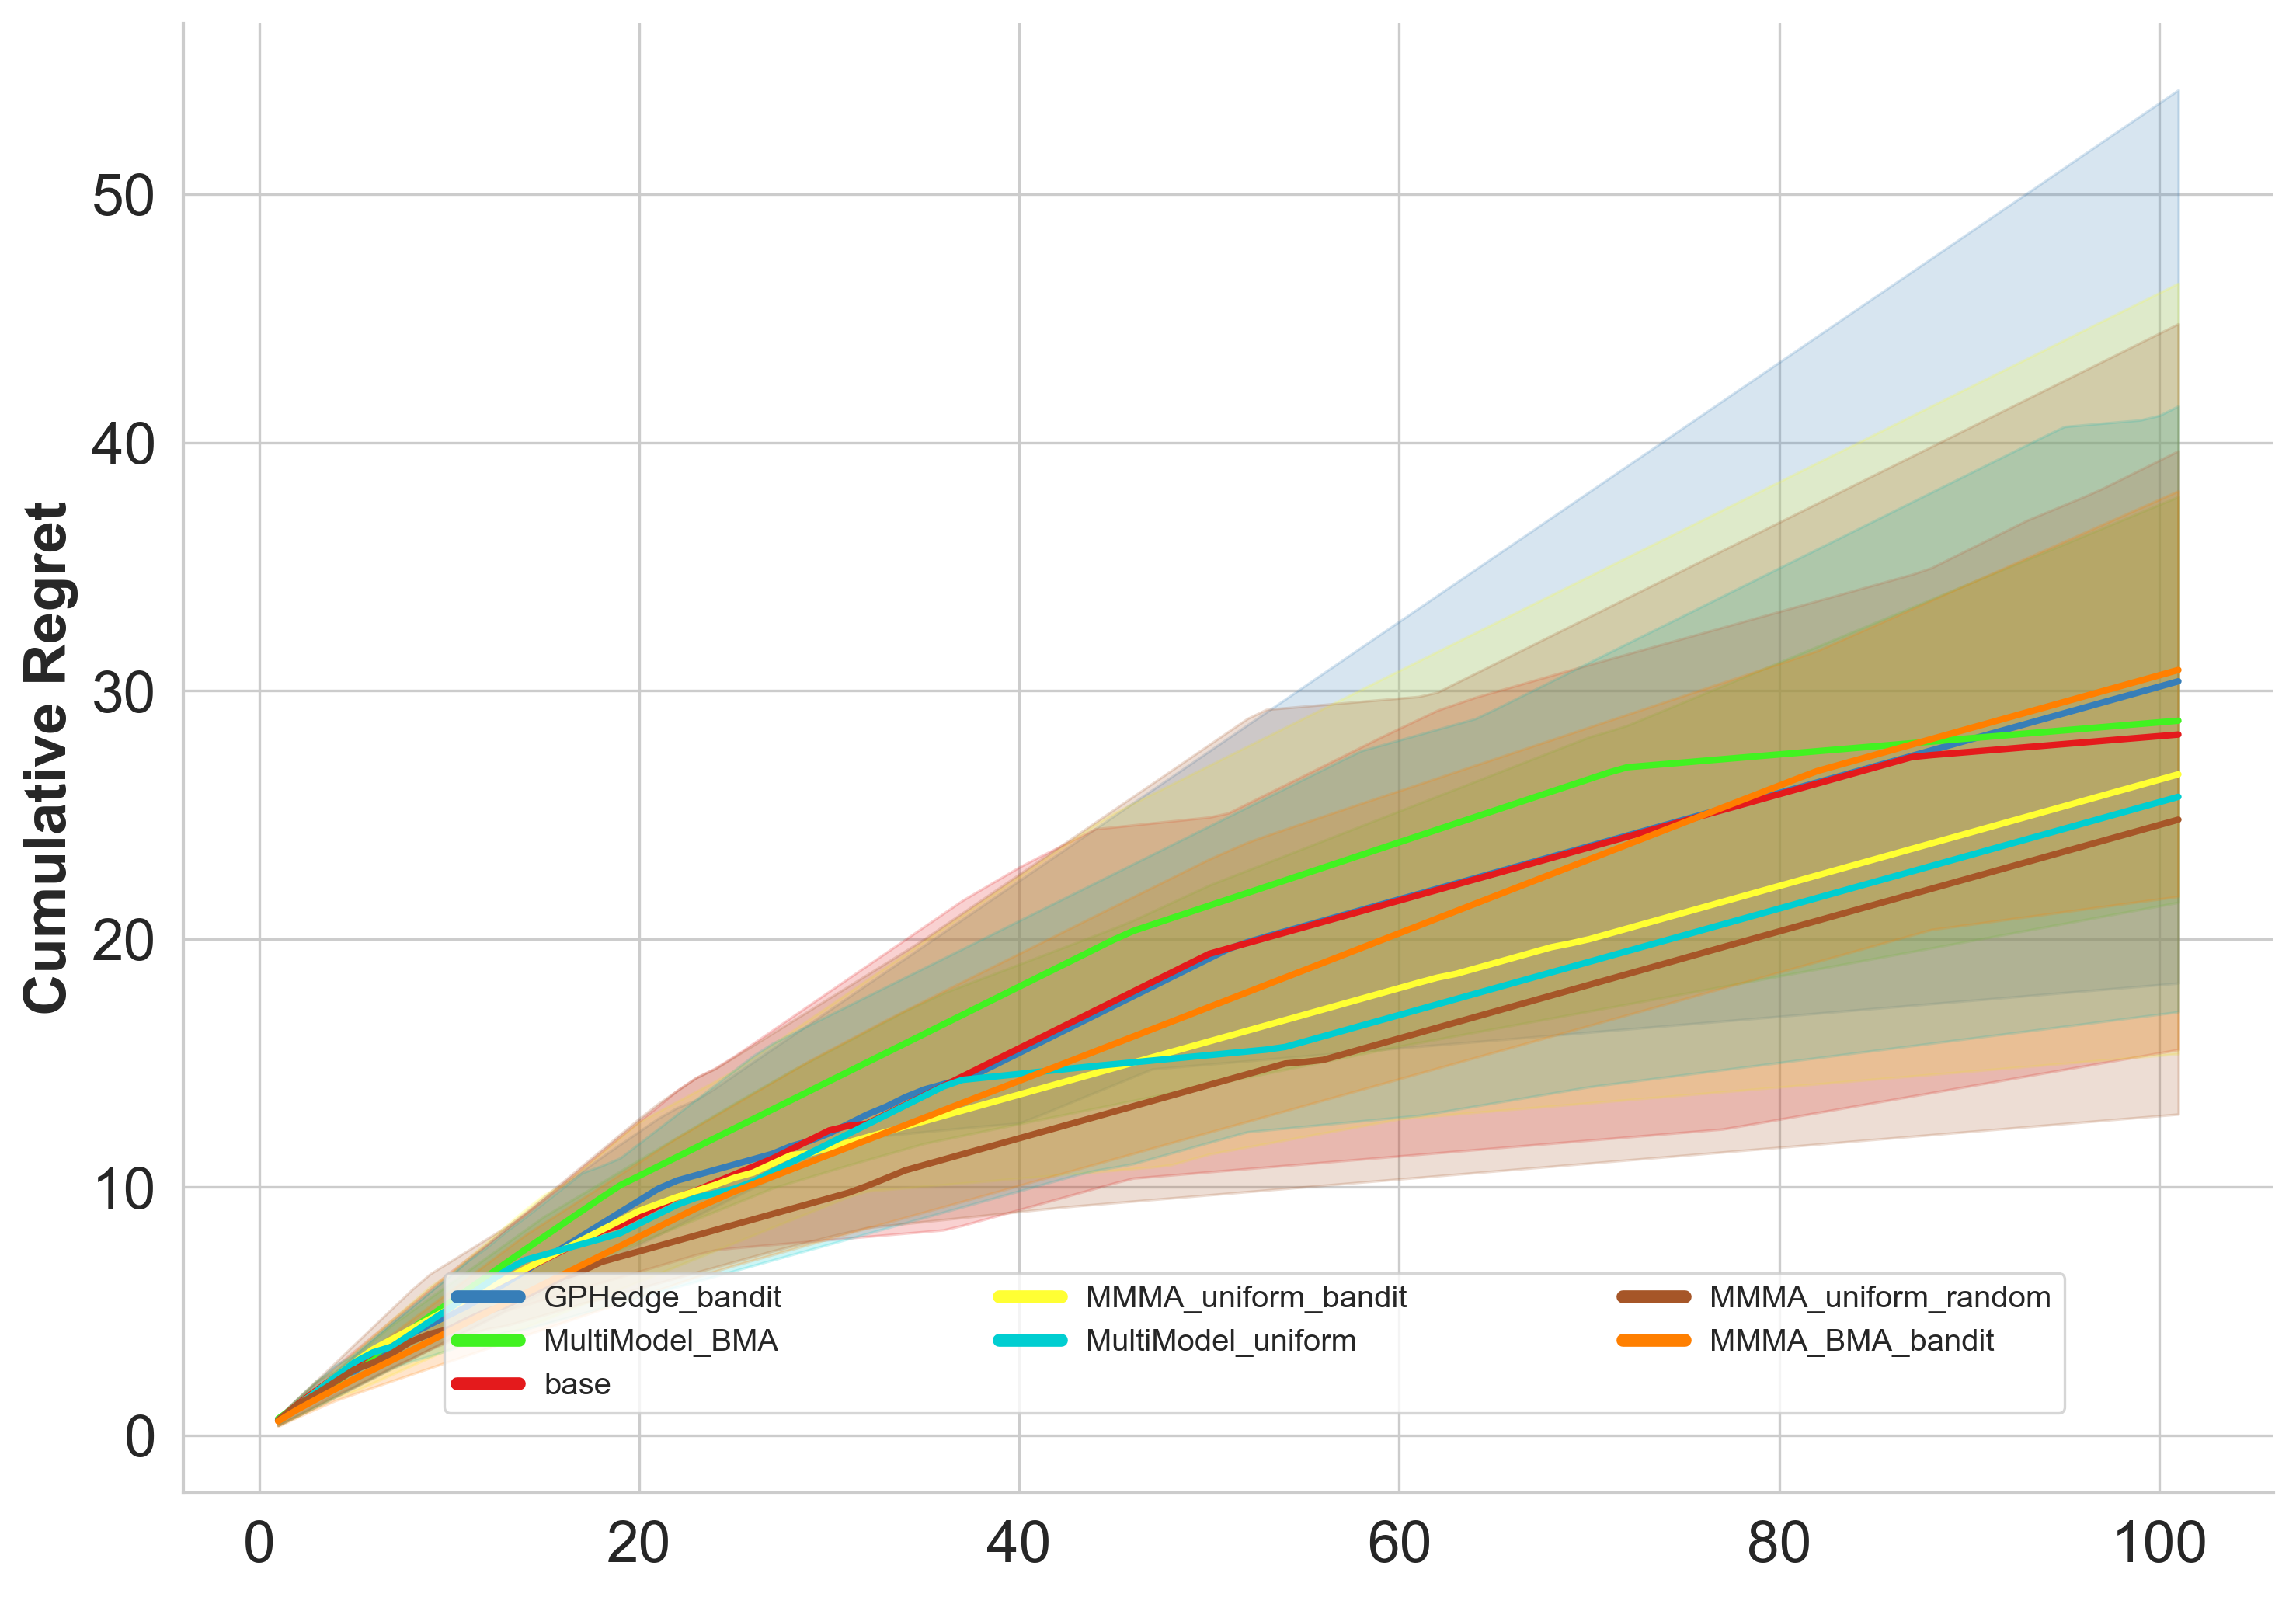 Cumulative Regret
50
40
30
20
10
0
GPHedge_bandit
MultiModel_BMA
base
MMMA_uniform_bandit
MultiModel_uniform
MMMA_uniform_random
MMMA_BMA_bandit
0 20 40 60 80 100